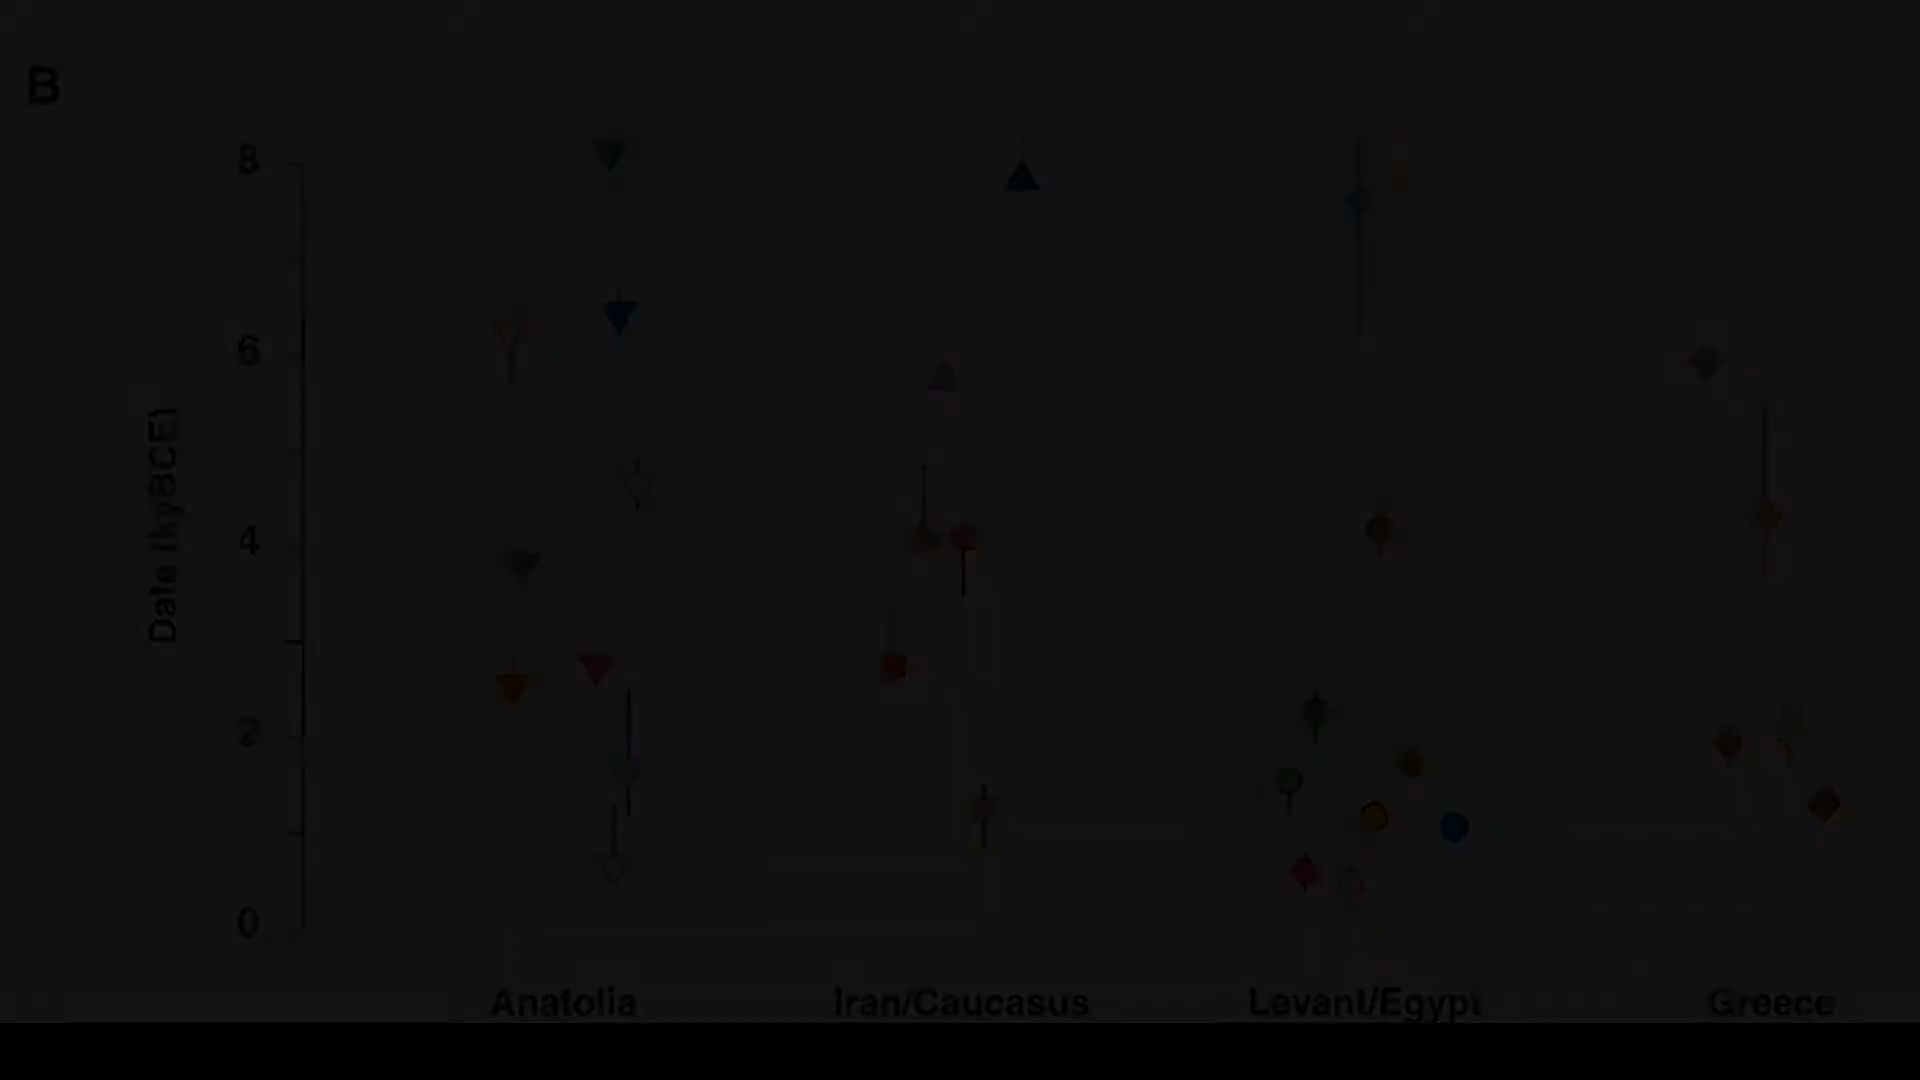 B
8
6
4
2
0
Date (kyBCE)
Anatolia
Iran/Caucasus
Levant/Egypt
Greece